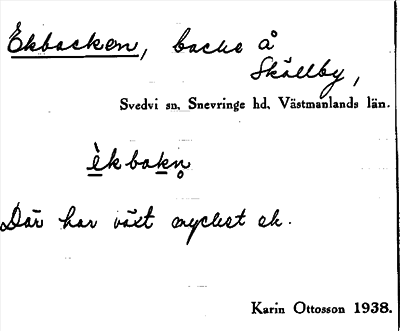 Ekbacken, backe å
Skällby,
Svedvi sn, Snevringe hd, Västmanlands län.
èkbakn̥
Där har växt mycket ek.
Karin Ottosson 1938.